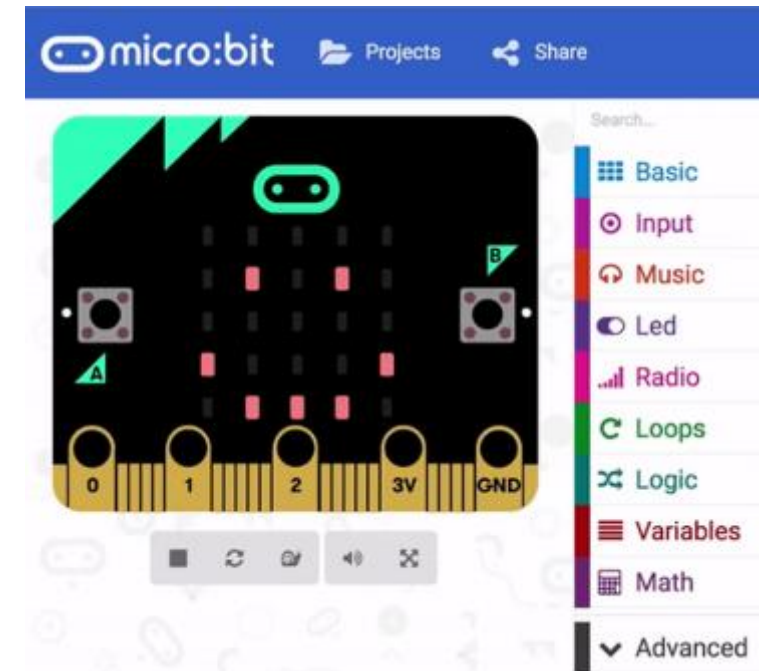 micro:bit Projects Share
Search...
Basic
Input
B
Music
Led
A
Radio
Loops
0 1 2 3V GND
Logic
Variables
Math
Advanced